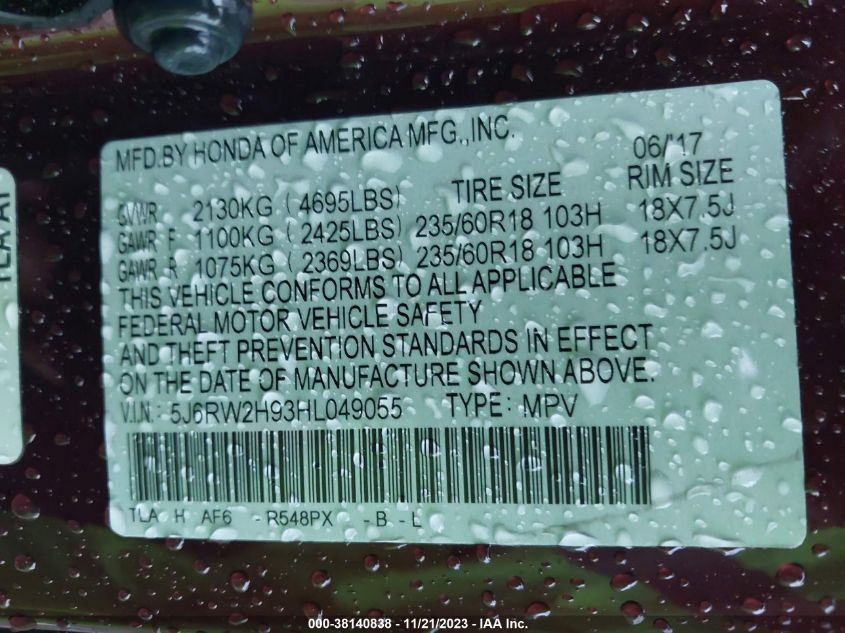 MFD.BY HONDA OF AMERICA MFG.,INC. 06/'17
GVWR 2130KG (4695LBS) TIRE SIZE RIM SIZE
GAWR F 1100KG (2425LBS) 235/60R18 103H 18X7.5J
GAWR R 1075KG (2369LBS) 235/60R18 103H 18X7.5J
THIS VEHICLE CONFORMS TO ALL APPLICABLE
FEDERAL MOTOR VEHICLE SAFETY
AND THEFT PREVENTION STANDARDS IN EFFECT
ON THE DATE OF MANUFACTURE SHOWN ABOVE.
V.I.N.: 5J6RW2H93HL049055 TYPE: MPV
TLA H AF6 -R548PX -B -L
000-38140838 - 11/21/2023 - IAA Inc.